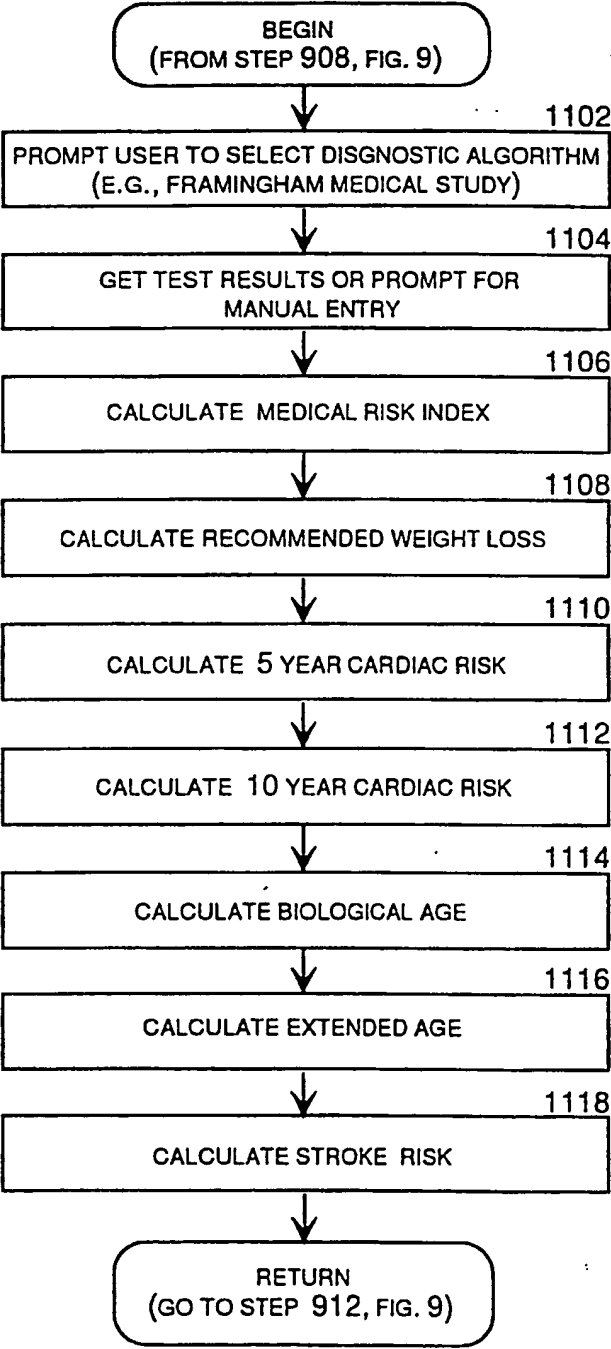 BEGIN
(FROM STEP 908, FIG. 9)
1102
PROMPT USER TO SELECT DISGNOSTIC ALGORITHM
(E.G., FRAMINGHAM MEDICAL STUDY)
1104
GET TEST RESULTS OR PROMPT FOR
MANUAL ENTRY
1106
CALCULATE MEDICAL RISK INDEX
1108
CALCULATE RECOMMENDED WEIGHT LOSS
1110
CALCULATE 5 YEAR CARDIAC RISK
1112
CALCULATE 10 YEAR CARDIAC RISK
1114
CALCULATE BIOLOGICAL AGE
1116
CALCULATE EXTENDED AGE
1118
CALCULATE STROKE RISK
RETURN
(GO TO STEP 912, FIG. 9)